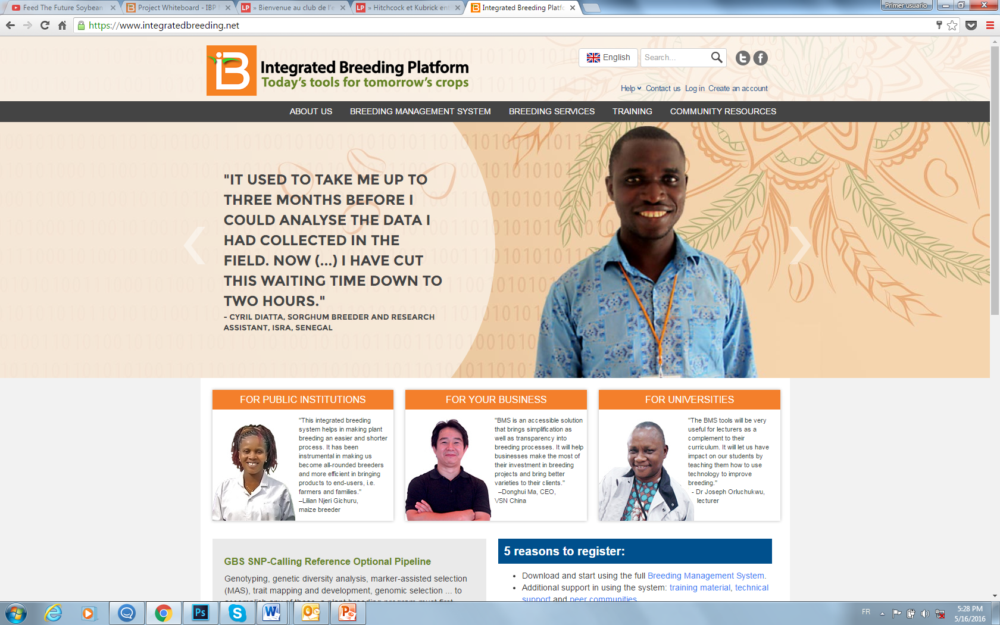 Feed The Future Soybean
Project Whiteboard - IBP
» Bienvenue au club de l'e
» Hitchcock et Kubrick ent
Integrated Breeding Platfo
Primer usuario
https://www.integratedbreeding.net
iB
Integrated Breeding Platform
Today's tools for tomorrow's crops
English
Search...
Help
Contact us
Log in
Create an account
ABOUT US
BREEDING MANAGEMENT SYSTEM
BREEDING SERVICES
TRAINING
COMMUNITY RESOURCES
"IT USED TO TAKE ME UP TO
THREE MONTHS BEFORE I
COULD ANALYSE THE DATA I
HAD COLLECTED IN THE
FIELD. NOW (...) I HAVE CUT
THIS WAITING TIME DOWN TO
TWO HOURS."
- CYRIL DIATTA, SORGHUM BREEDER AND RESEARCH
ASSISTANT, ISRA, SENEGAL
FOR PUBLIC INSTITUTIONS
"This integrated breeding
system helps in making plant
breeding an easier and shorter
process. It has been
instrumental in making us
become all-rounded breeders
and more efficient in bringing
products to end-users, i.e.
farmers and families."
–Lilian Njeri Gichuru,
maize breeder
FOR YOUR BUSINESS
"BMS is an accessible solution
that brings simplification as
well as transparency into
breeding processes. It will help
businesses make the most of
their investment in breeding
projects and bring better
varieties to their clients."
–Donghui Ma, CEO,
VSN China
FOR UNIVERSITIES
"The BMS tools will be very
useful for lecturers as a
complement to their
curriculum. It will let us have
impact on our students by
teaching them how to use
technology to improve
breeding."
- Dr Joseph Orluchukwu,
lecturer
GBS SNP-Calling Reference Optional Pipeline
Genotyping, genetic diversity analysis, marker-assisted selection
(MAS), trait mapping and development, genomic selection ... to
5 reasons to register:
• Download and start using the full Breeding Management System.
• Additional support in using the system: training material, technical
support and peer communities
FR
5:28 PM
5/16/2016